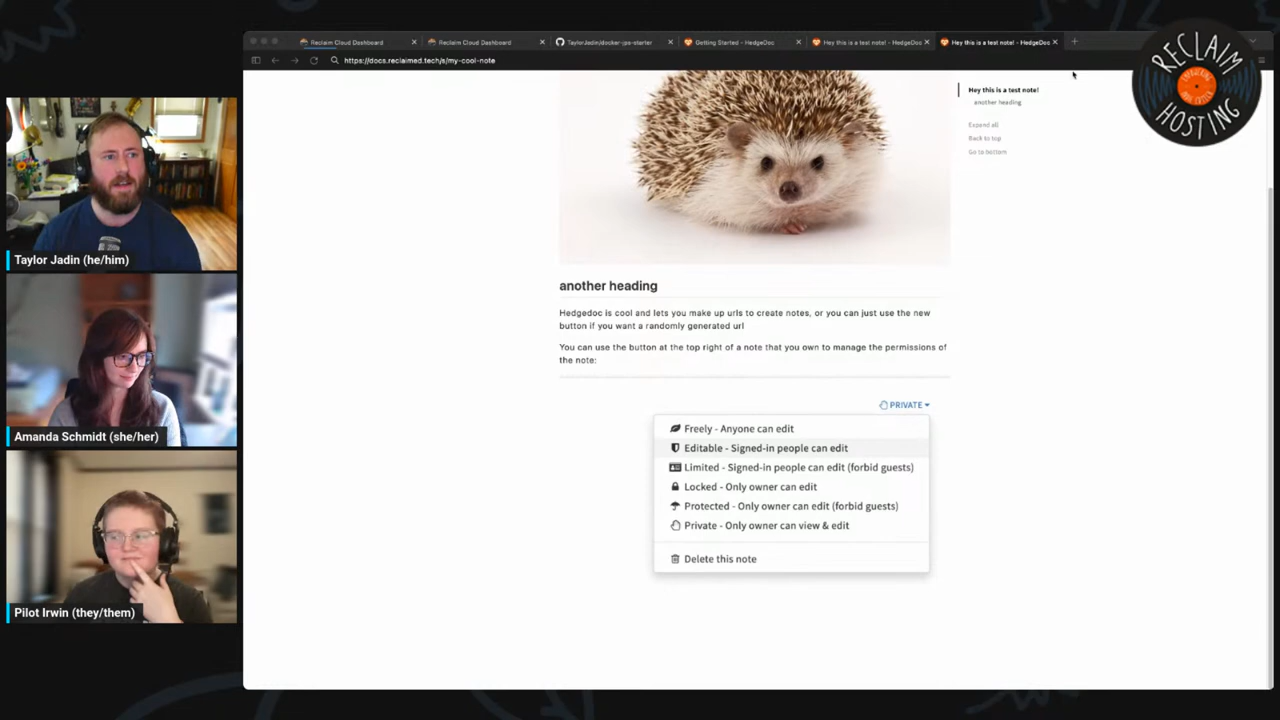 Reclaim Cloud Dashboard
Reclaim Cloud Dashboard
TaylorJadin/docker-jps-starter
Getting Started - HedgeDoc
Hey this is a test note! - HedgeDoc
Hey this is a test note! - HedgeDoc
https://docs.reclaimed.tech/s/my-cool-note
RECLAIM
HOSTING
Hey this is a test note!
another heading
Expand all
Back to top
Go to bottom
Taylor Jadin (he/him)
Amanda Schmidt (she/her)
Pilot Irwin (they/them)
another heading
Hedgedoc is cool and lets you make up urls to create notes, or you can just use the new
button if you want a randomly generated url
You can use the button at the top right of a note that you own to manage the permissions of
the note:
PRIVATE
Freely - Anyone can edit
Editable - Signed-in people can edit
Limited - Signed-in people can edit (forbid guests)
Locked - Only owner can edit
Protected - Only owner can edit (forbid guests)
Private - Only owner can view & edit
Delete this note